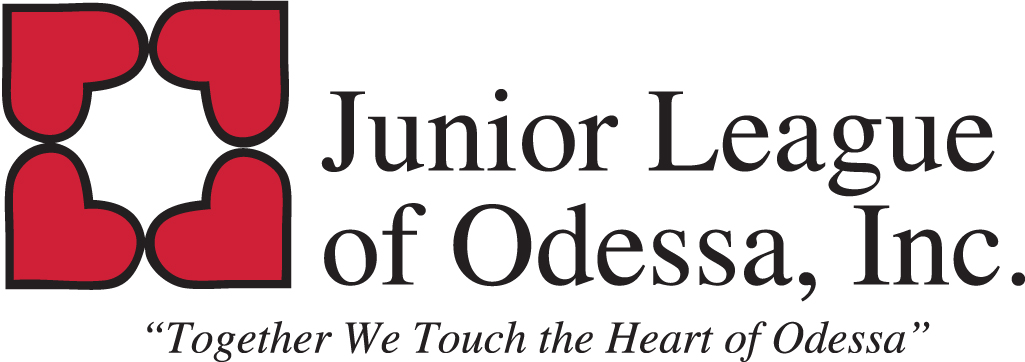 Junior League
of Odessa, Inc.
“Together We Touch the Heart of Odessa”